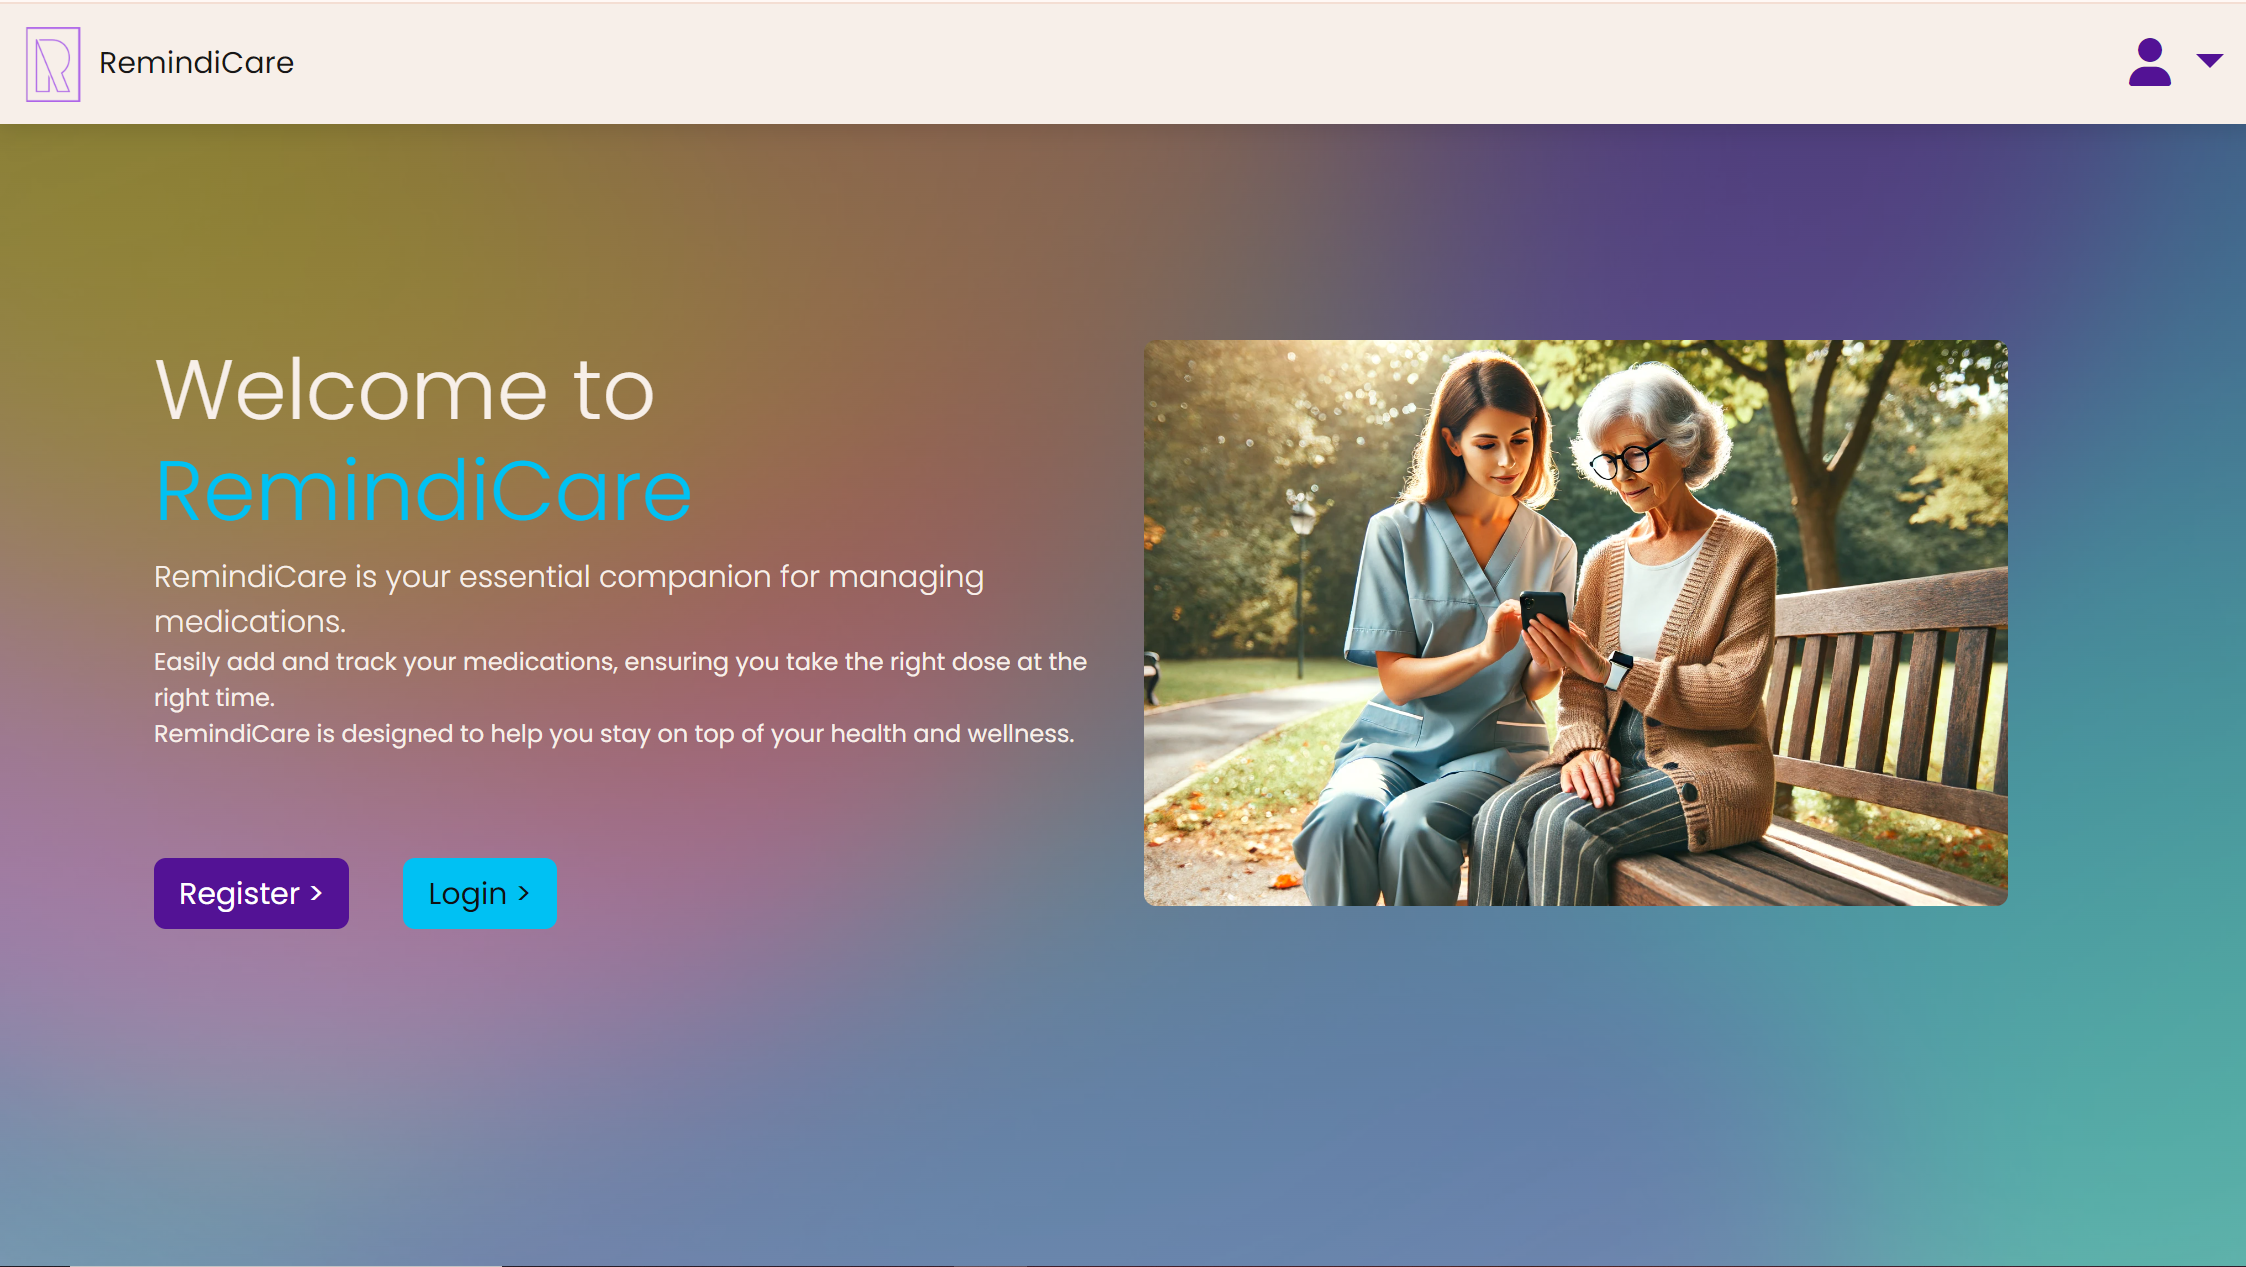 RemindiCare
Welcome to
RemindiCare
RemindiCare is your essential companion for managing
medications.
Easily add and track your medications, ensuring you take the right dose at the
right time.
RemindiCare is designed to help you stay on top of your health and wellness.
Register >
Login >